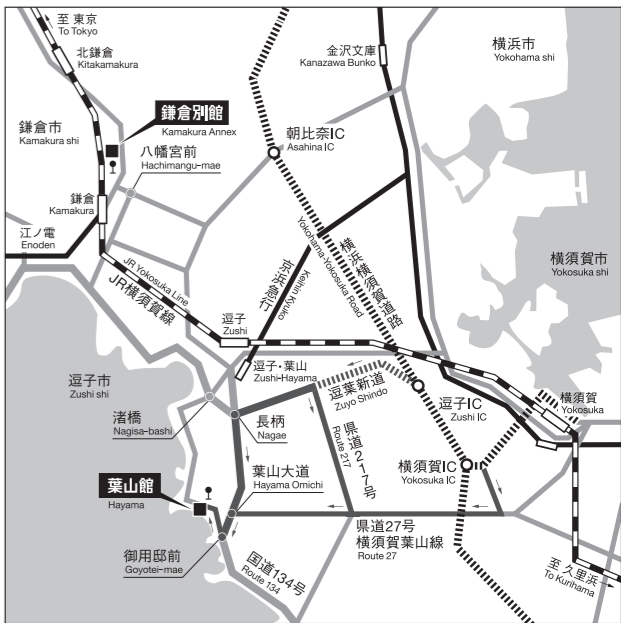 至 東京
To Tokyo
北鎌倉
Kitakamakura
金沢文庫
Kanazawa Bunko
横浜市
Yokohama shi
鎌倉別館
Kamakura Annex
鎌倉市
Kamakura shi
朝比奈IC
Asahina IC
八幡宮前
Hachimangu-mae
鎌倉
Kamakura
江ノ電
Enoden
JR Yokosuka Line
JR横須賀線
京浜急行
Keihin Kyuko
横浜横須賀道路
Yokohama-Yokosuka Road
横須賀市
Yokosuka shi
逗子
Zushi
逗子市
Zushi shi
逗子・葉山
Zushi-Hayama
逗葉新道
Zuyo Shindo
逗子IC
Zushi IC
横須賀
Yokosuka
渚橋
Nagisa-bashi
長柄
Nagae
県道217号
Route 217
横須賀IC
Yokosuka IC
葉山館
Hayama
葉山大道
Hayama Omichi
県道27号
横須賀葉山線
Route 27
御用邸前
Goyotei-mae
国道134号
Route 134
至 久里浜
To Kurihama